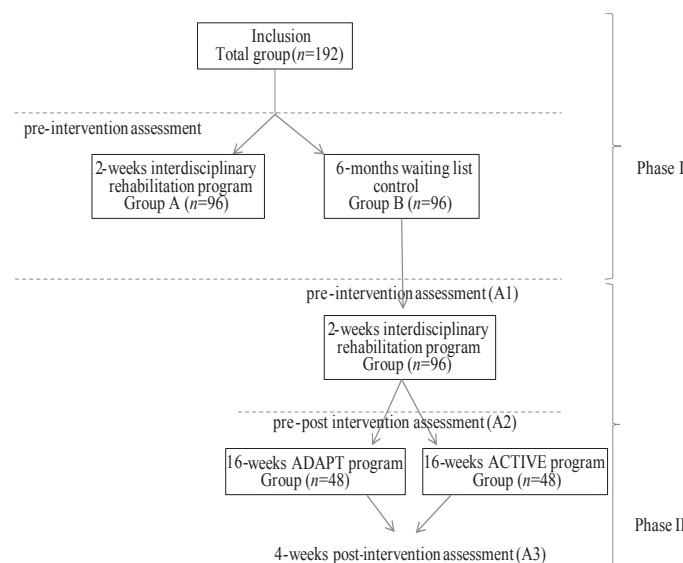 Inclusion
Total group (n=192)
pre-intervention assessment
2-weeks interdisciplinary
rehabilitation program
Group A (n=96)
6-months waiting list
control
Group B (n=96)
Phase I
pre-intervention assessment (A1)
2-weeks interdisciplinary
rehabilitation program
Group (n=96)
pre-post intervention assessment (A2)
16-weeks ADAPT program
Group (n=48)
16-weeks ACTIVE program
Group (n=48)
Phase II
4-weeks post-intervention assessment (A3)